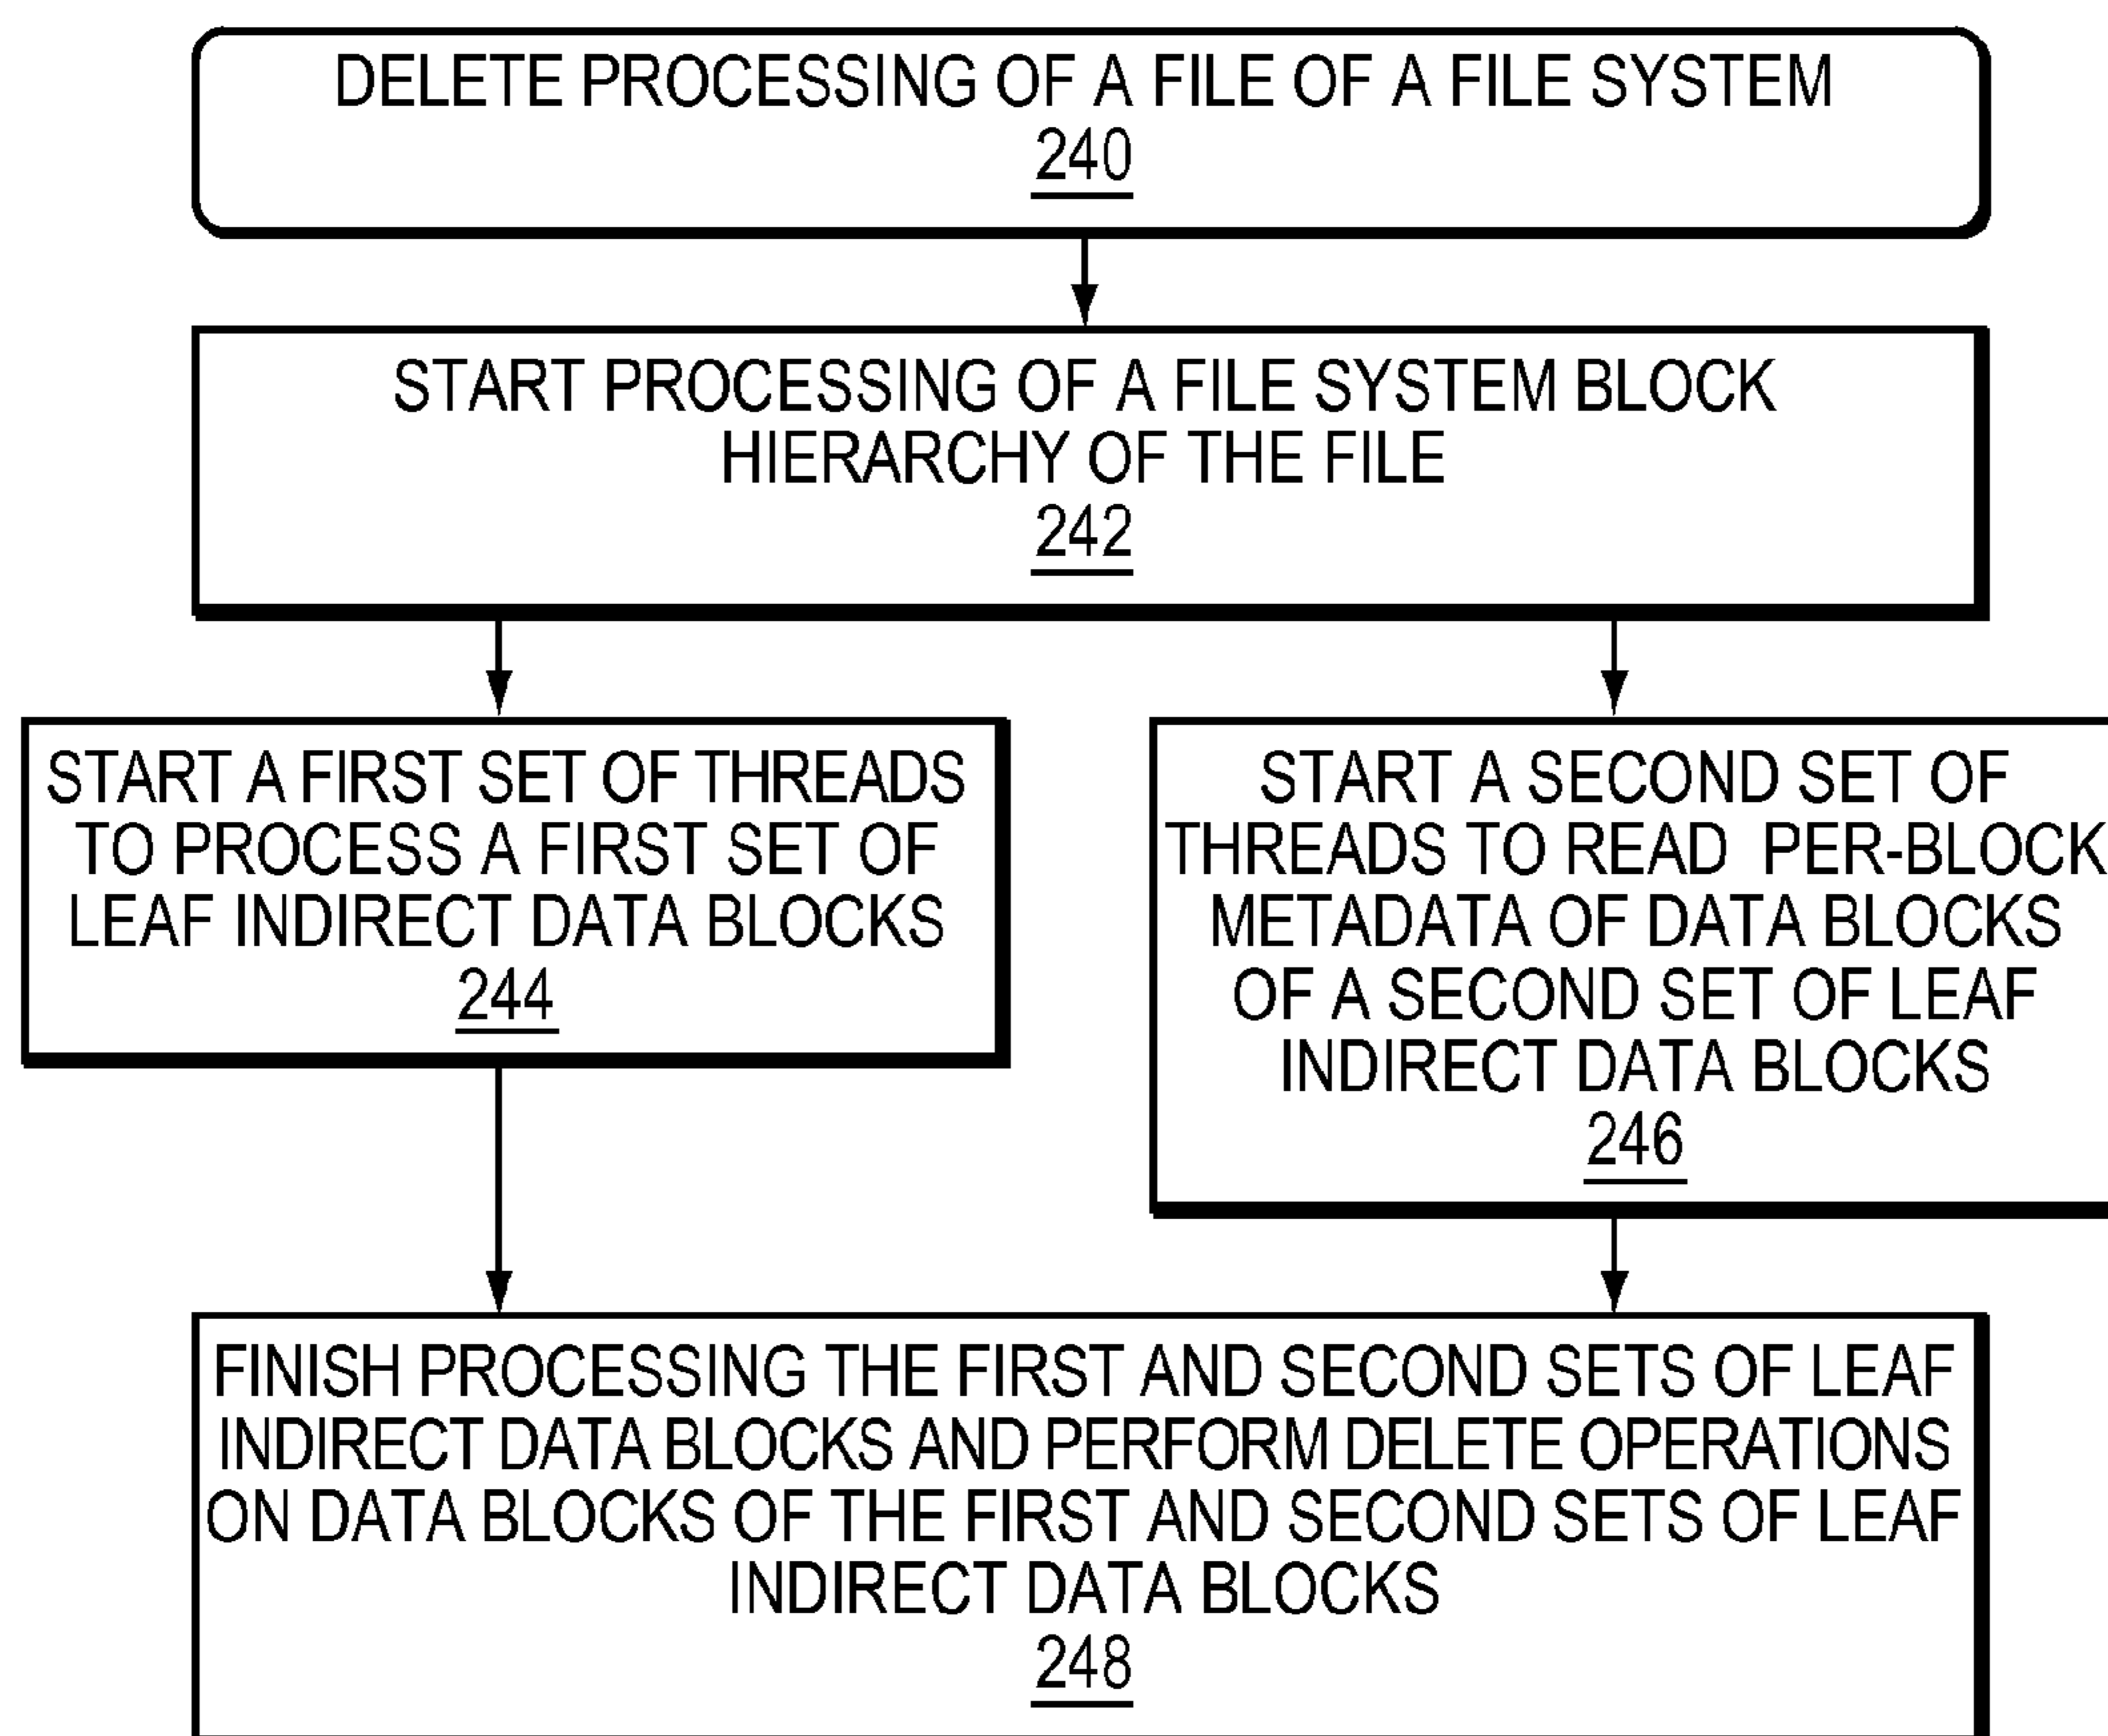 DELETE PROCESSING OF A FILE OF A FILE SYSTEM
240
START PROCESSING OF A FILE SYSTEM BLOCK
HIERARCHY OF THE FILE
242
START A FIRST SET OF THREADS
TO PROCESS A FIRST SET OF
LEAF INDIRECT DATA BLOCKS
244
START A SECOND SET OF
THREADS TO READ PER-BLOCK
METADATA OF DATA BLOCKS
OF A SECOND SET OF LEAF
INDIRECT DATA BLOCKS
246
FINISH PROCESSING THE FIRST AND SECOND SETS OF LEAF
INDIRECT DATA BLOCKS AND PERFORM DELETE OPERATIONS
ON DATA BLOCKS OF THE FIRST AND SECOND SETS OF LEAF
INDIRECT DATA BLOCKS
248